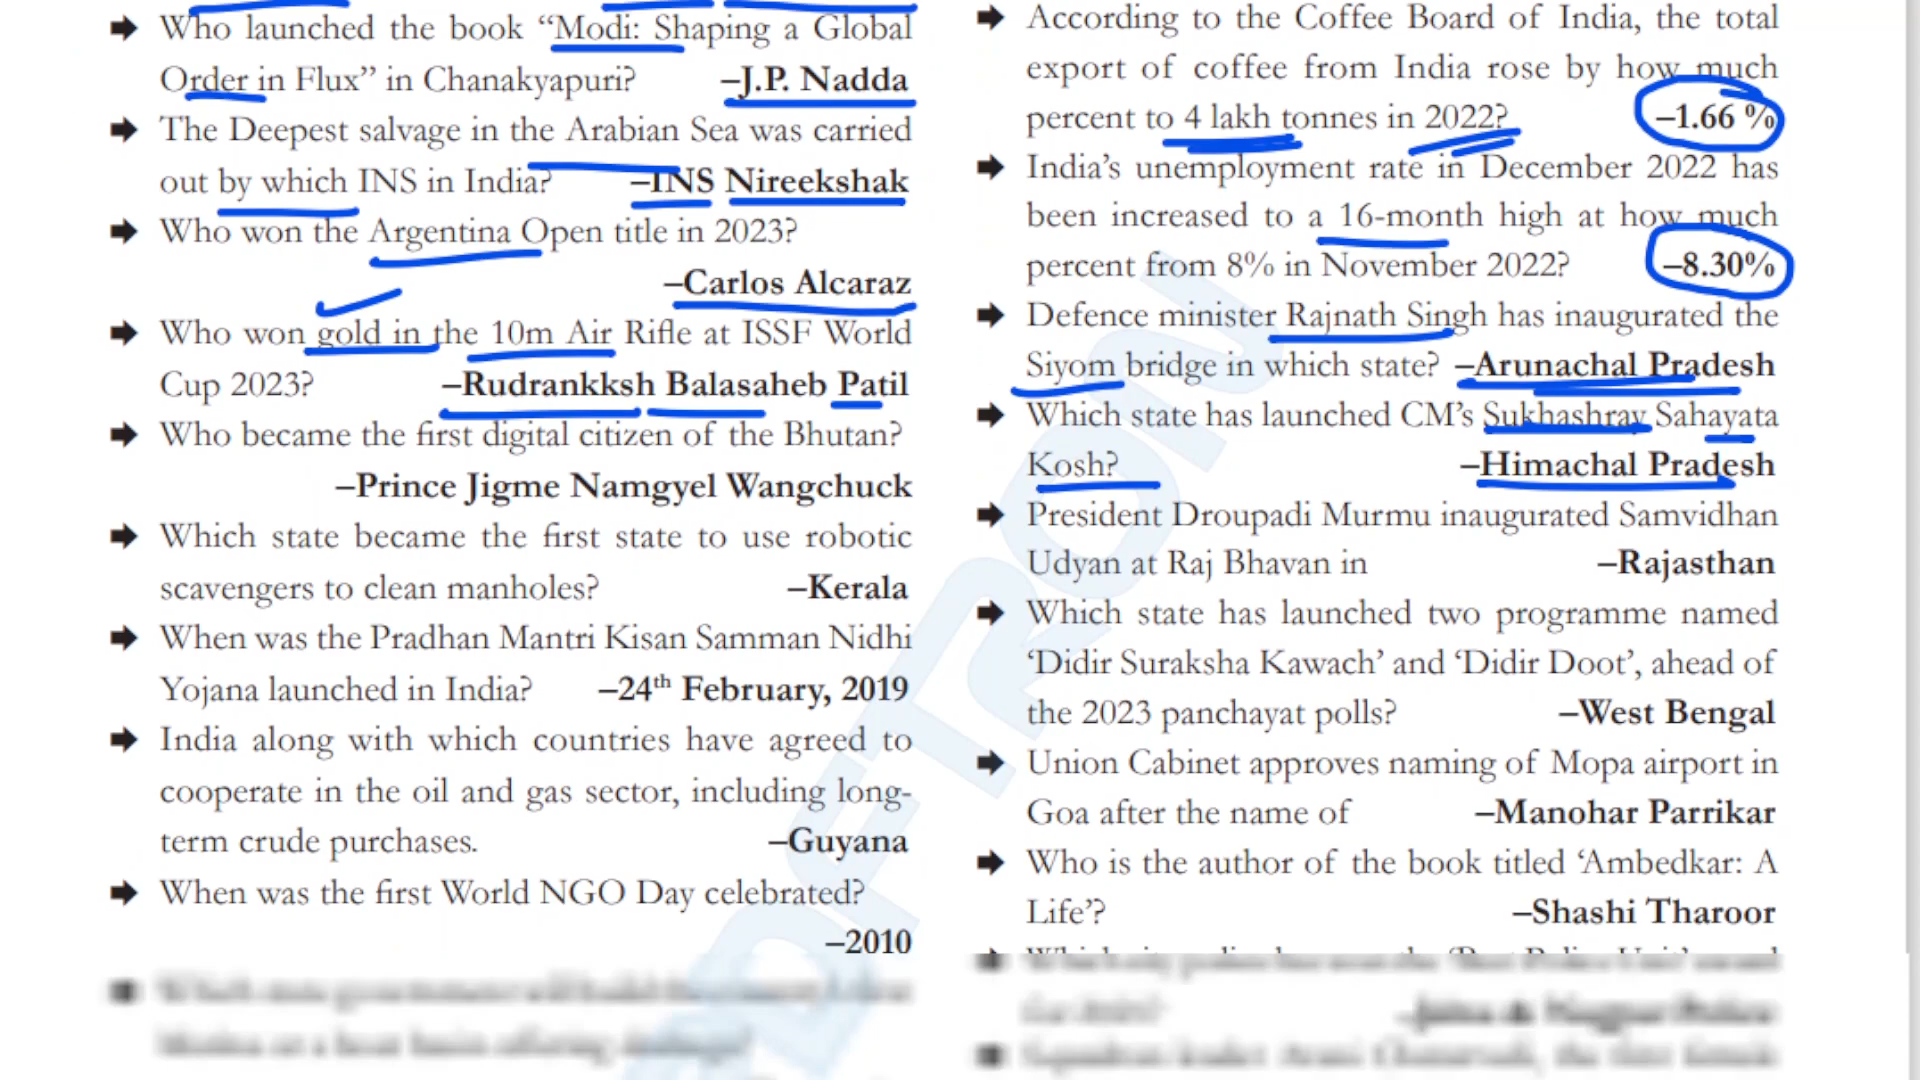 ➡ Who launched the book “Modi: Shaping a Global
Order in Flux” in Chanakyapuri? –J.P. Nadda
➡ The Deepest salvage in the Arabian Sea was carried
out by which INS in India? –INS Nireekshak
➡ Who won the Argentina Open title in 2023?
–Carlos Alcaraz
➡ Who won gold in the 10m Air Rifle at ISSF World
Cup 2023? –Rudrankksh Balasaheb Patil
➡ Who became the first digital citizen of the Bhutan?
–Prince Jigme Namgyel Wangchuck
➡ Which state became the first state to use robotic
scavengers to clean manholes? –Kerala
➡ When was the Pradhan Mantri Kisan Samman Nidhi
Yojana launched in India? –24th February, 2019
➡ India along with which countries have agreed to
cooperate in the oil and gas sector, including long-
term crude purchases. –Guyana
➡ When was the first World NGO Day celebrated?
–2010
➡ According to the Coffee Board of India, the total
export of coffee from India rose by how much
percent to 4 lakh tonnes in 2022? –1.66 %
➡ India’s unemployment rate in December 2022 has
been increased to a 16-month high at how much
percent from 8% in November 2022? –8.30%
➡ Defence minister Rajnath Singh has inaugurated the
Siyom bridge in which state? –Arunachal Pradesh
➡ Which state has launched CM’s Sukhashray Sahayata
Kosh? –Himachal Pradesh
➡ President Droupadi Murmu inaugurated Samvidhan
Udyan at Raj Bhavan in –Rajasthan
➡ Which state has launched two programme named
‘Didir Suraksha Kawach’ and ‘Didir Doot’, ahead of
the 2023 panchayat polls? –West Bengal
➡ Union Cabinet approves naming of Mopa airport in
Goa after the name of –Manohar Parrikar
➡ Who is the author of the book titled ‘Ambedkar: A
Life’? –Shashi Tharoor